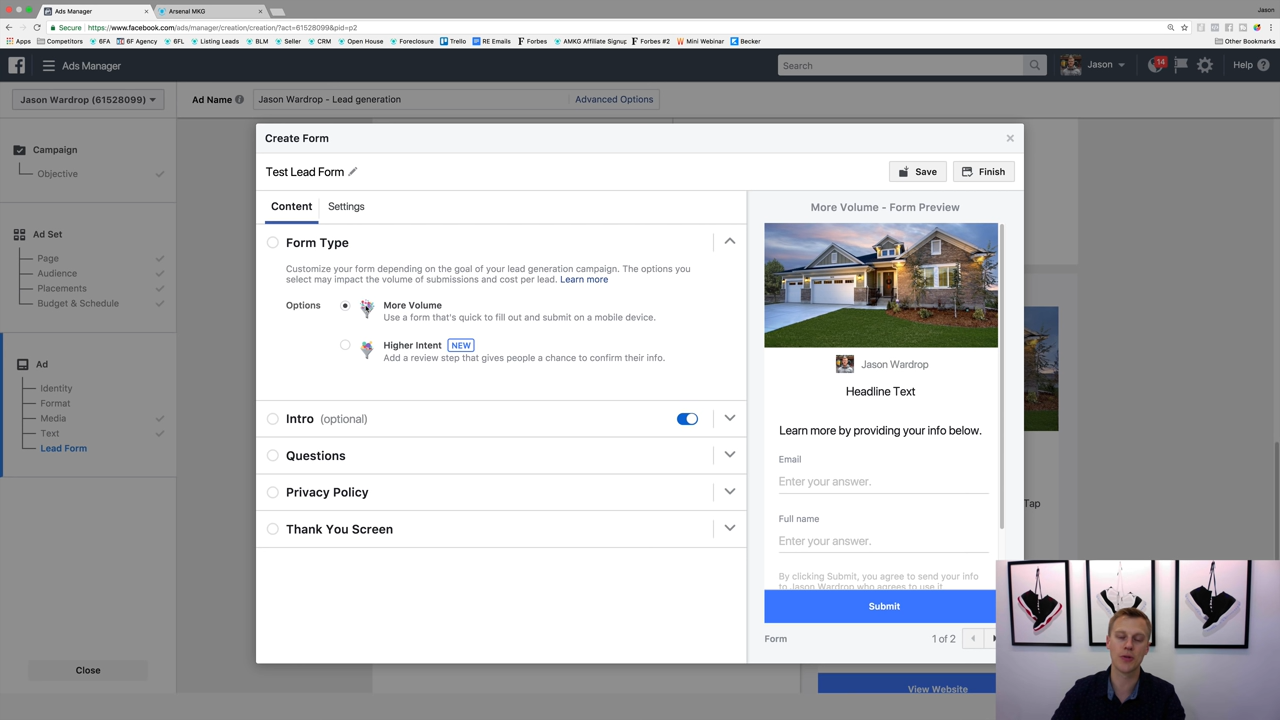 Ads Manager
Arsenal MKG
Jason
Secure
https://www.facebook.com/ads/manager/creation/creation/?act=61528099&pid=p2
Apps
Competitors
6FA
6F Agency
6FL
Listing Leads
BLM
Seller
CRM
Open House
Foreclosure
Trello
RE Emails
Forbes
AMKG Affiliate Signup
Forbes #2
Mini Webinar
Becker
Other Bookmarks
Ads Manager
Search
Jason
14
Help
Jason Wardrop (61528099)
Ad Name
Jason Wardrop - Lead generation
Advanced Options
Campaign
Objective
Ad Set
Page
Audience
Placements
Budget & Schedule
Ad
Identity
Format
Media
Text
Lead Form
Close
Create Form
Test Lead Form
Save
Finish
Content
Settings
Form Type
Customize your form depending on the goal of your lead generation campaign. The options you
select may impact the volume of submissions and cost per lead. Learn more
Options
More Volume
Use a form that's quick to fill out and submit on a mobile device.
Higher Intent NEW
Add a review step that gives people a chance to confirm their info.
Intro (optional)
Questions
Privacy Policy
Thank You Screen
More Volume - Form Preview
Jason Wardrop
Headline Text
Learn more by providing your info below.
Email
Enter your answer.
Full name
Enter your answer.
By clicking Submit, you agree to send your info
to Jason Wardrop who agrees to use it
Submit
Form
1 of 2
Tap
View Website